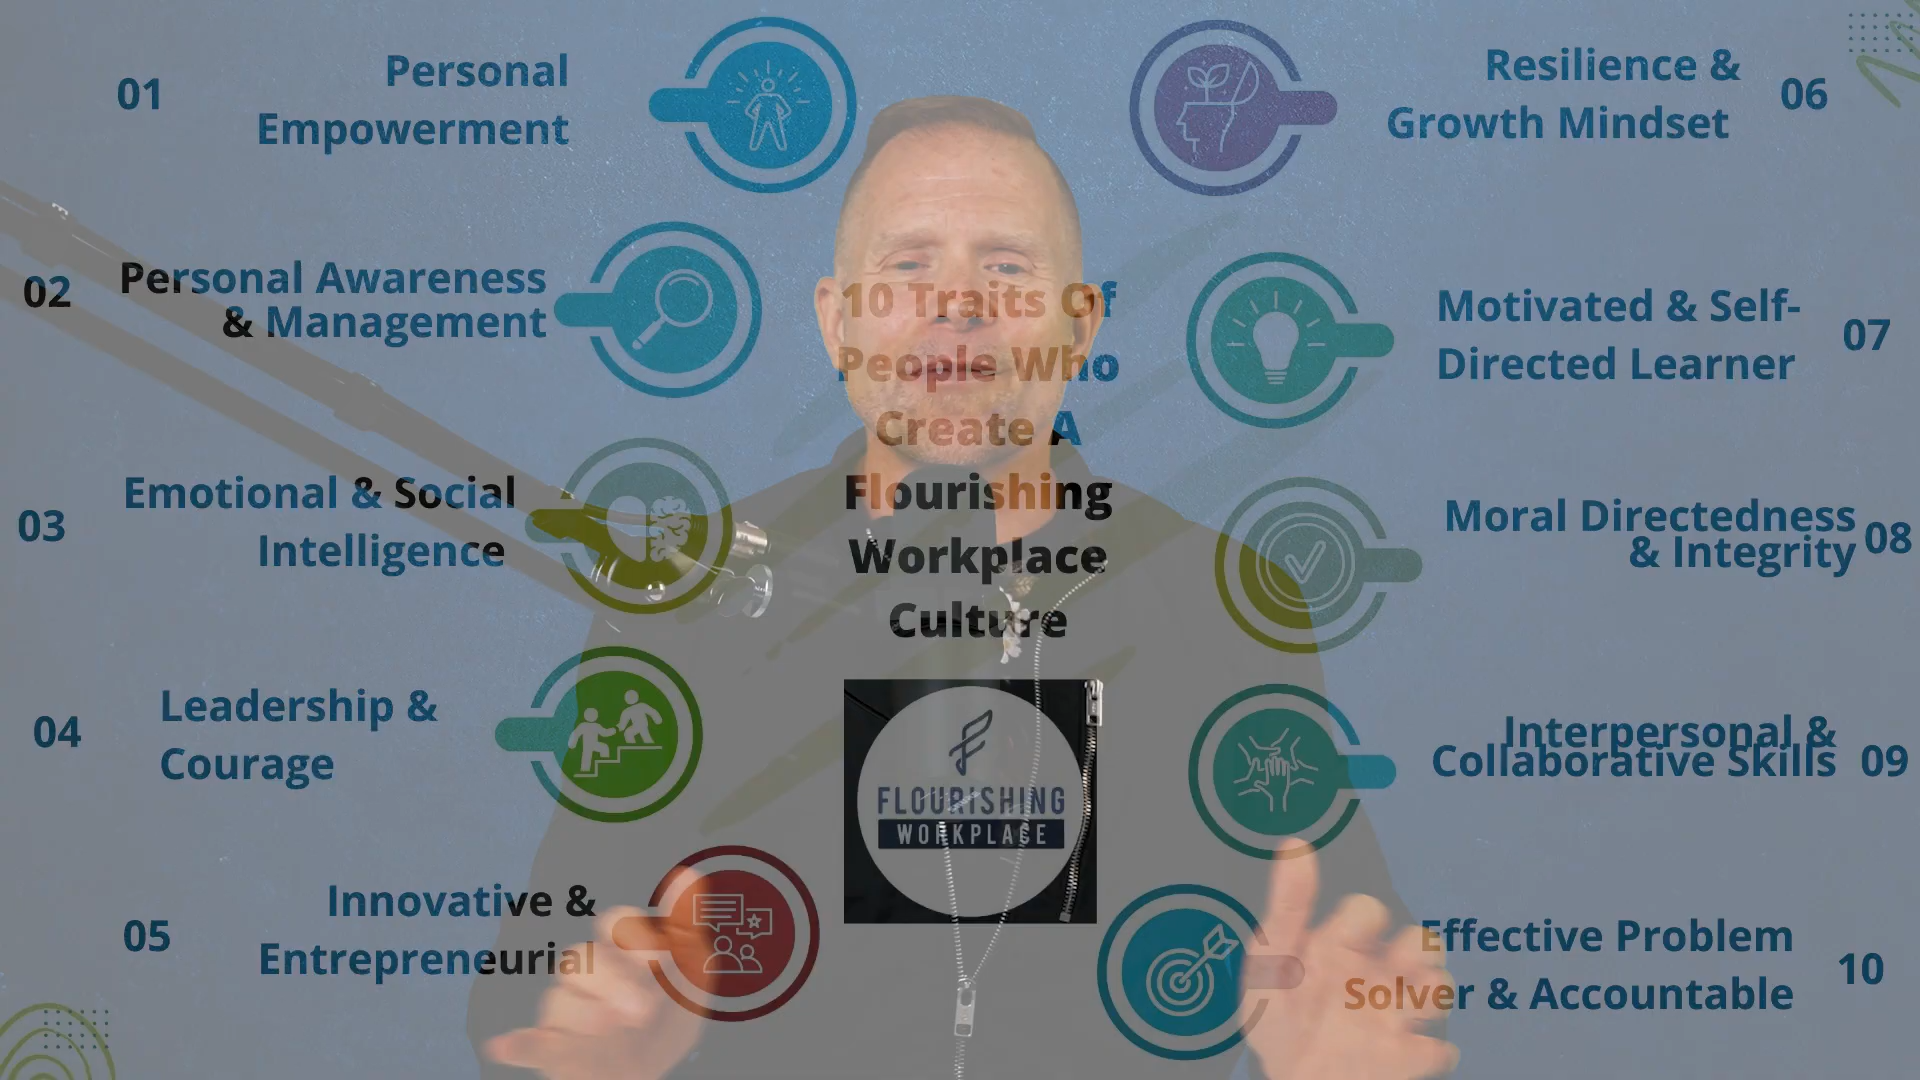 01
Personal
Empowerment
02
Personal Awareness
& Management
03
Emotional & Social
Intelligence
04
Leadership &
Courage
05
Innovative &
Entrepreneurial
10 Traits Of
People Who
Create A
Flourishing
Workplace
Culture
FLOURISHING
WORKPLACE
Resilience &
Growth Mindset
06
Motivated & Self-
Directed Learner
07
Moral Directedness
& Integrity
08
Interpersonal &
Collaborative Skills
09
Effective Problem
Solver & Accountable
10